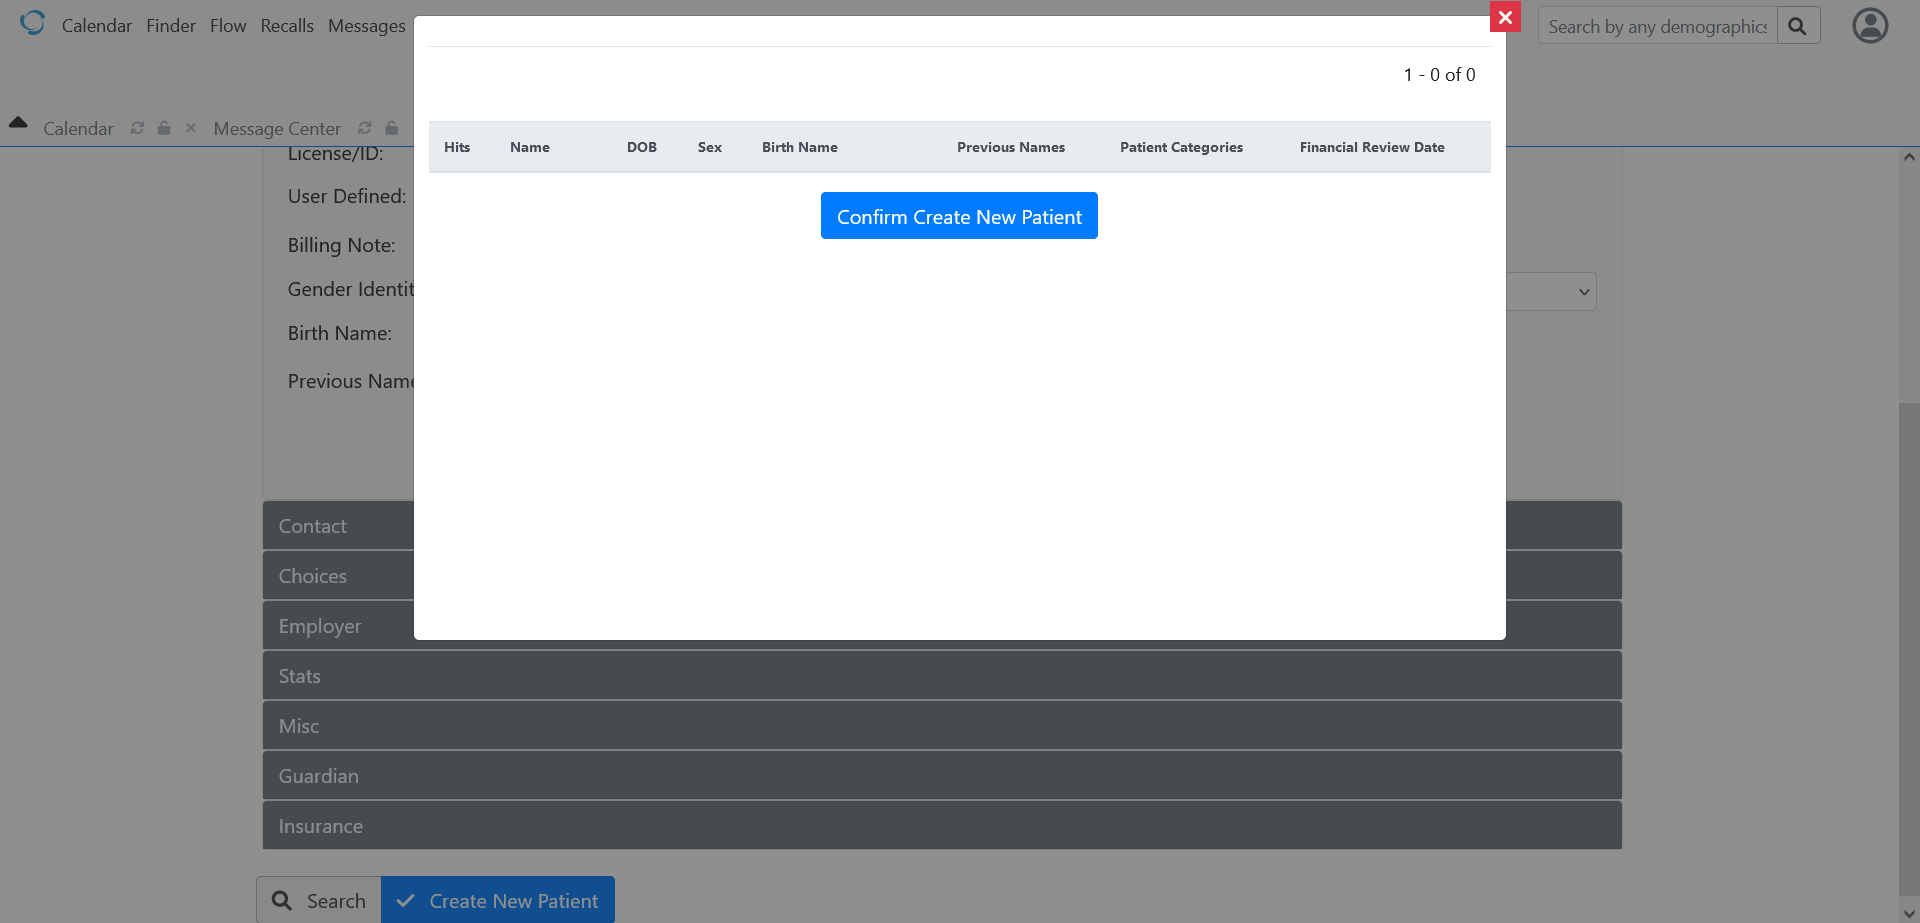 Calendar Finder Flow Recalls Messages
Search by any demographics
1 - 0 of 0
Calendar Message Center
Hits Name DOB Sex Birth Name Previous Names Patient Categories Financial Review Date
License/ID:
User Defined:
Confirm Create New Patient
Billing Note:
Gender Identit
Birth Name:
Previous Name
Contact
Choices
Employer
Stats
Misc
Guardian
Insurance
Search Create New Patient